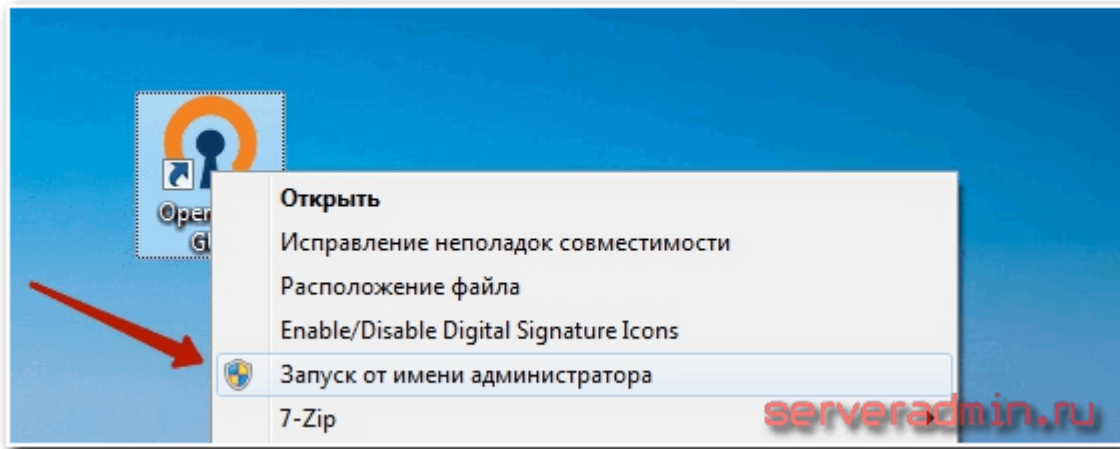 Открыть
Исправление неполадок совместимости
Расположение файла
Enable/Disable Digital Signature Icons
Запуск от имени администратора
7-Zip
serveradmin.ru